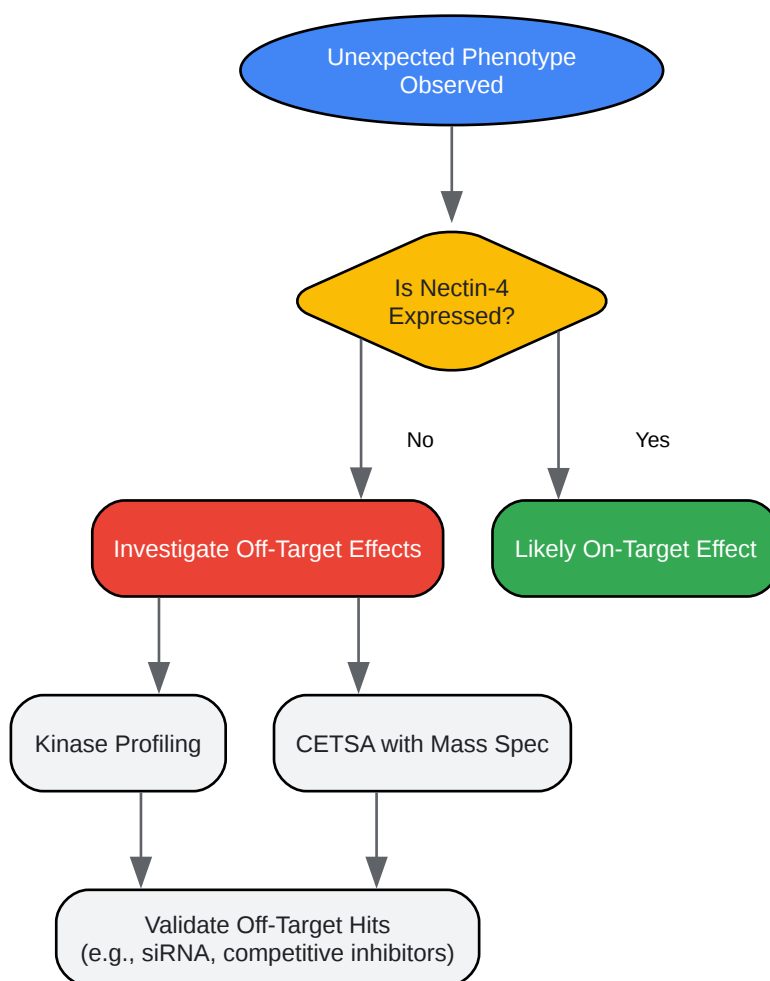 Unexpected Phenotype
Observed
Is Nectin-4
Expressed?
No
Yes
Investigate Off-Target Effects
Likely On-Target Effect
Kinase Profiling
CETSA with Mass Spec
Validate Off-Target Hits
(e.g., siRNA, competitive inhibitors)